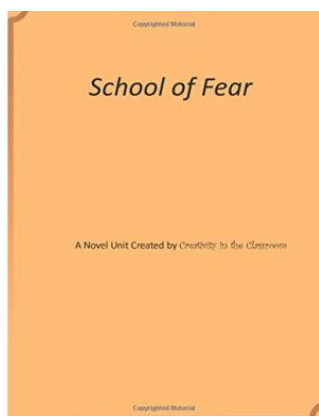 Copyrighted Material
School of Fear
A Novel Unit Created by Creativity in the Classroom
Copyrighted Material